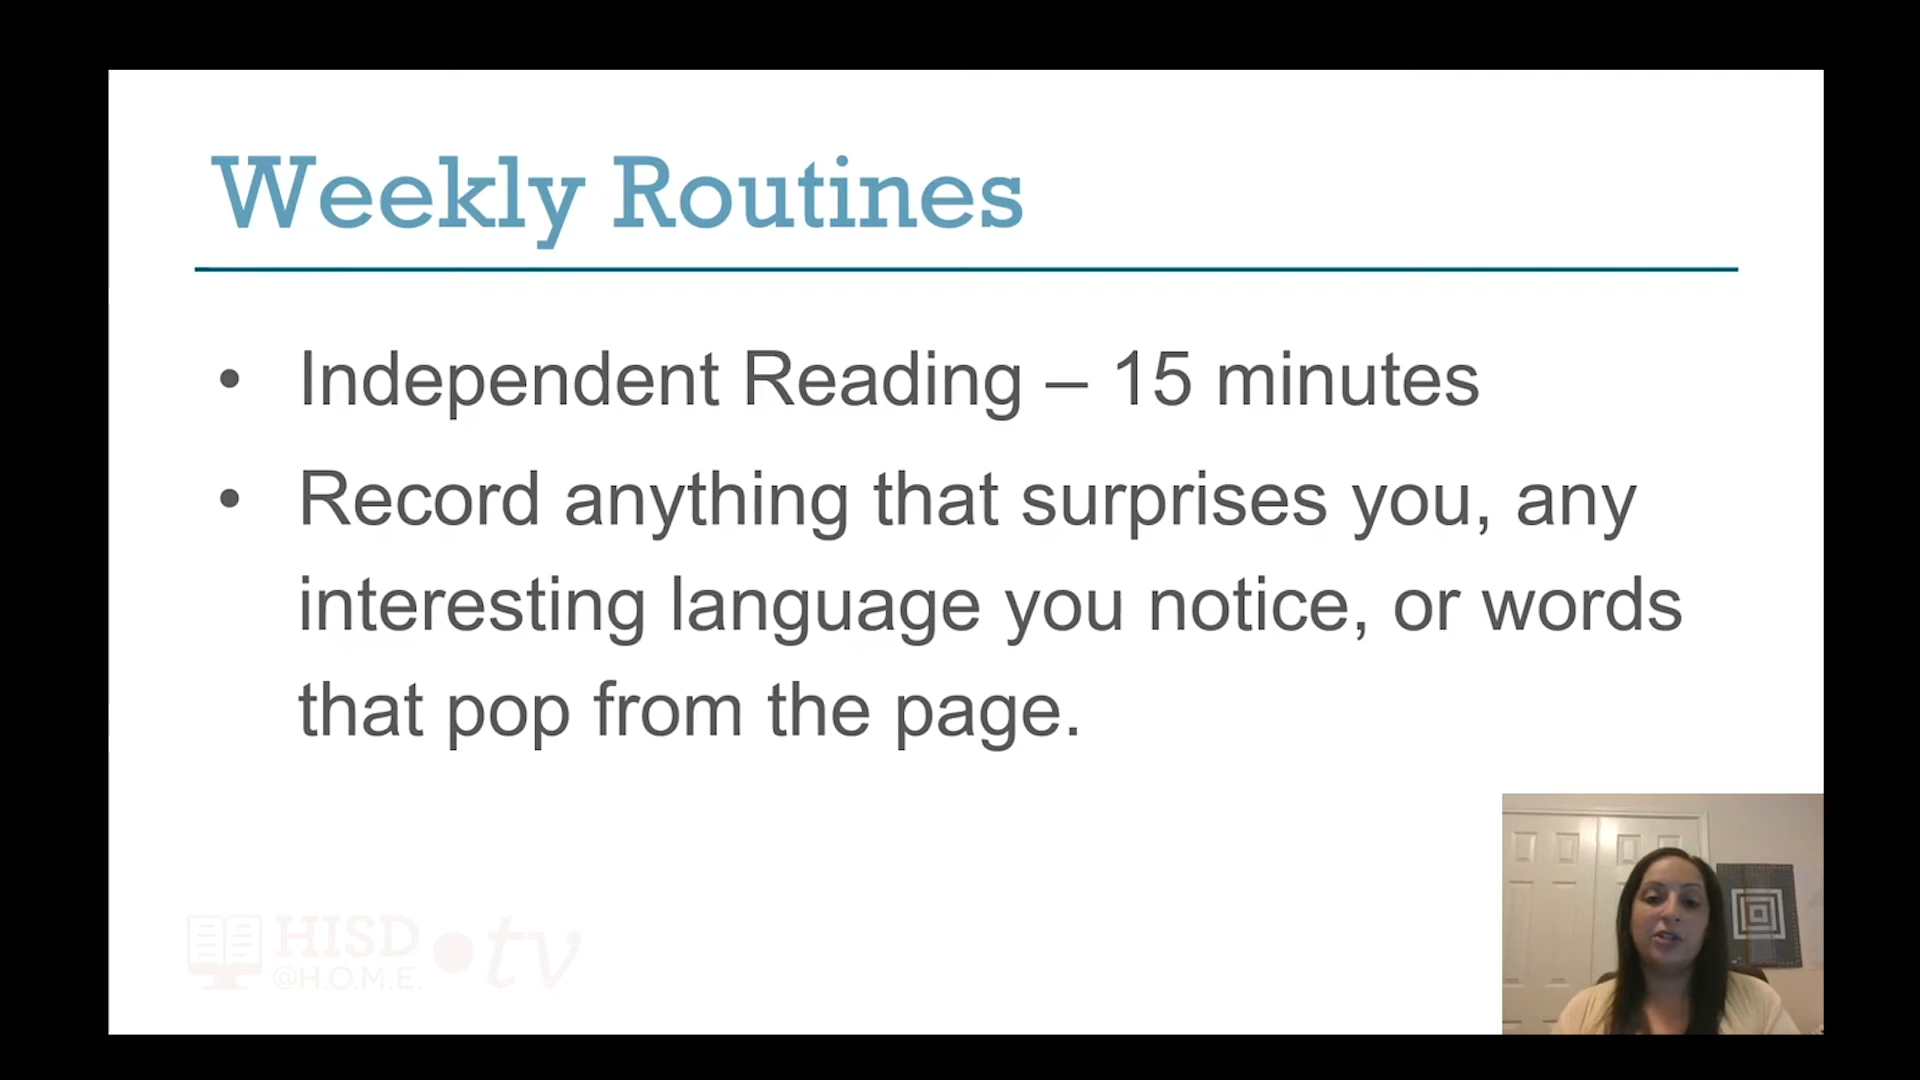 Weekly Routines
• Independent Reading – 15 minutes
• Record anything that surprises you, any
interesting language you notice, or words
that pop from the page.
HISD
@H.O.M.E.
tv